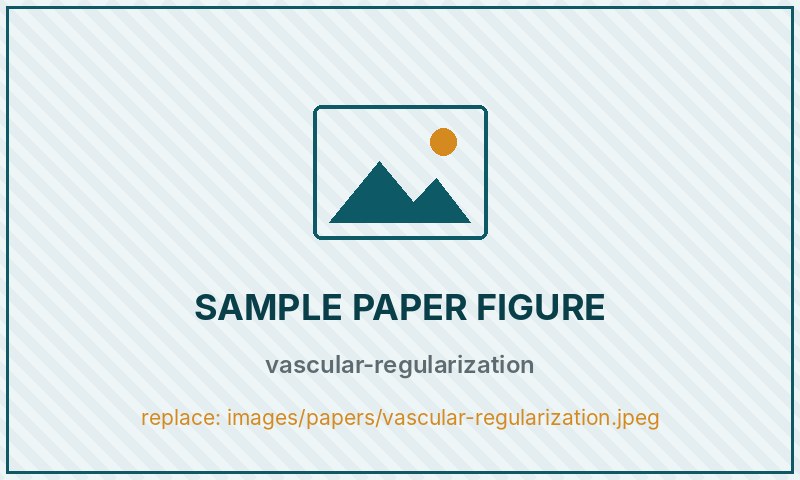 SAMPLE PAPER FIGURE
vascular-regularization
replace: images/papers/vascular-regularization.jpeg